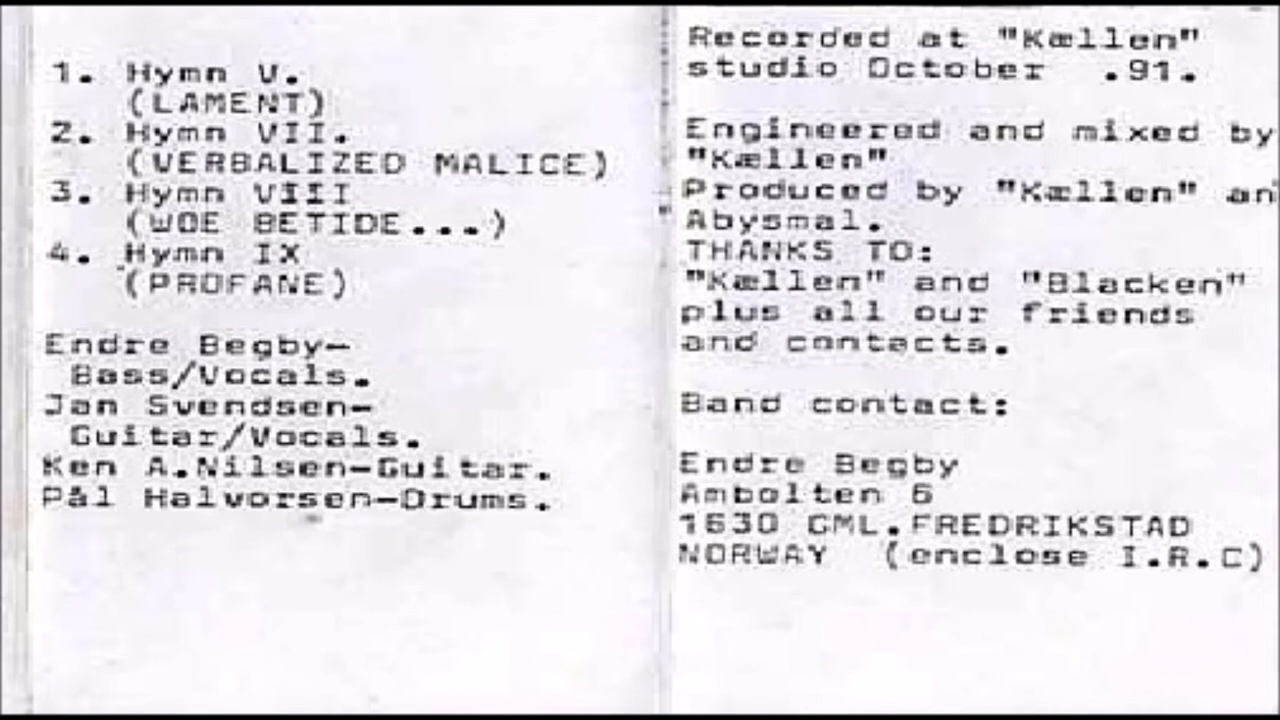 1. Hymn V.
(LAMENT)
2. Hymn VII.
(VERBALIZED MALICE)
3. Hymn VIII
(WOE BETIDE...)
4. Hymn IX
(PROFANE)
Endre Begby-
Bass/Vocals.
Jan Svendsen-
Guitar/Vocals.
Ken A.Nilsen-Guitar.
Pål Halvorsen-Drums.
Recorded at "Kællen"
studio October .91.
Engineered and mixed by
"Kællen"
Produced by "Kællen" an
Abysmal.
THANKS TO:
"Kællen" and "Blacken"
plus all our friends
and contacts.
Band contact:
Endre Begby
Ambolten 6
1630 GML.FREDRIKSTAD
NORWAY (enclose I.R.C)